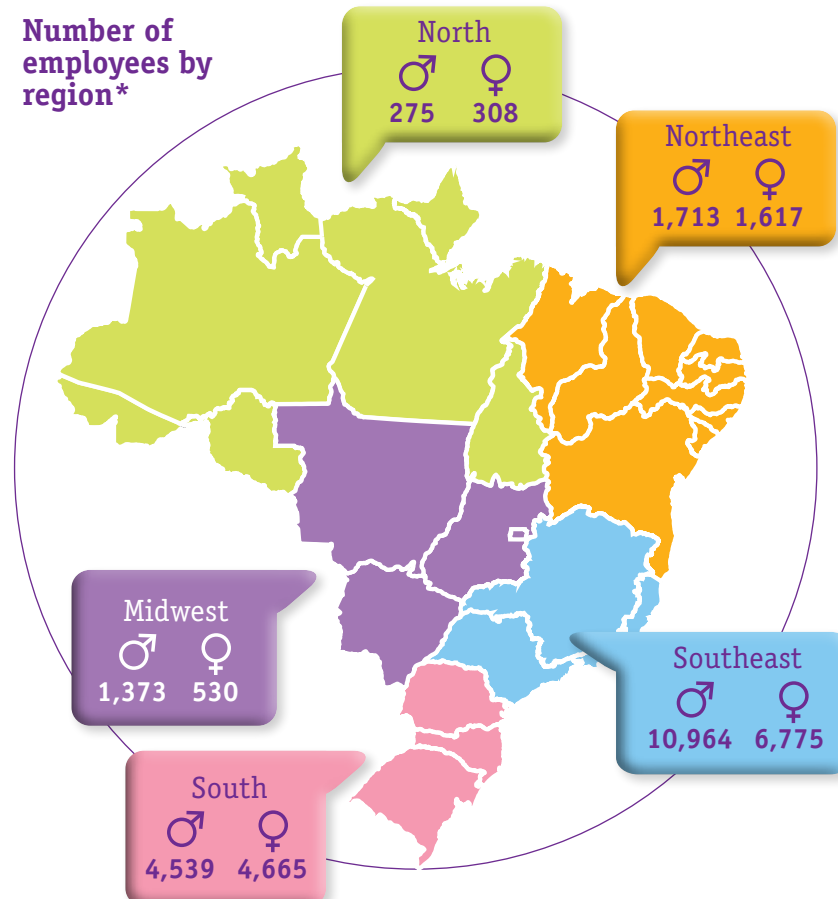 Number of
employees by
region*
North
♂ ♀
275 308
Northeast
♂ ♀
1,713 1,617
Midwest
♂ ♀
1,373 530
Southeast
♂ ♀
10,964 6,775
South
♂ ♀
4,539 4,665